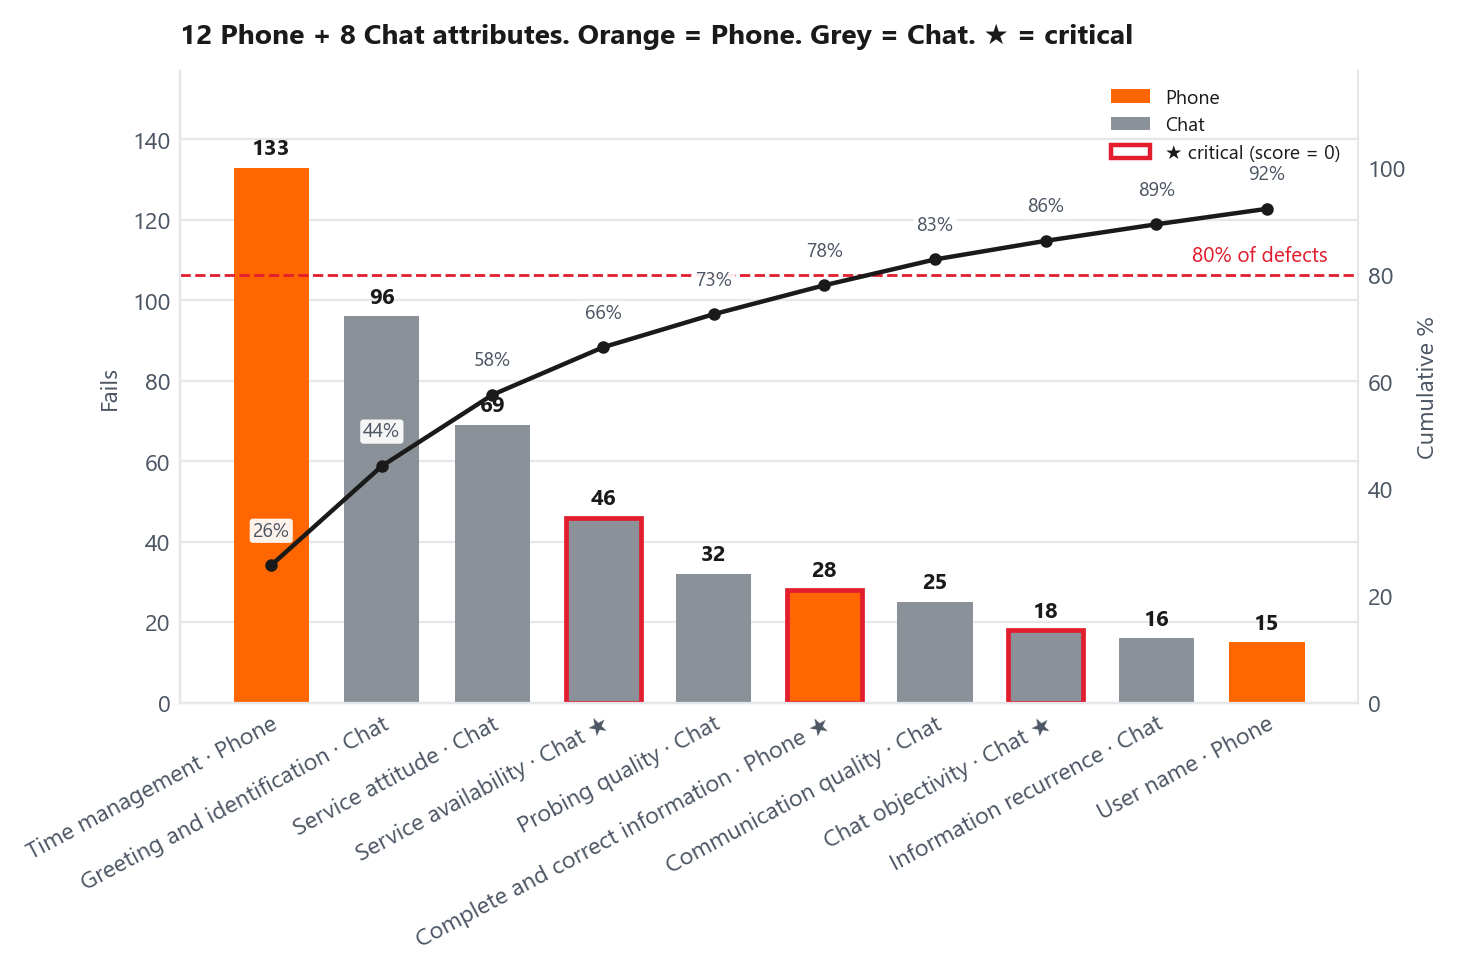 12 Phone + 8 Chat attributes. Orange = Phone. Grey = Chat. ★ = critical
Phone
Chat
★ critical (score = 0)
140
120
100
80
60
40
20
0
Fails
100
80
60
40
20
0
Cumulative %
80% of defects
133
96
69
46
32
28
25
18
16
15
26%
44%
58%
66%
73%
78%
83%
86%
89%
92%
Time management · Phone
Greeting and identification · Chat
Service attitude · Chat
Service availability · Chat ★
Probing quality · Chat
Complete and correct information · Phone ★
Communication quality · Chat
Chat objectivity · Chat ★
Information recurrence · Chat
User name · Phone